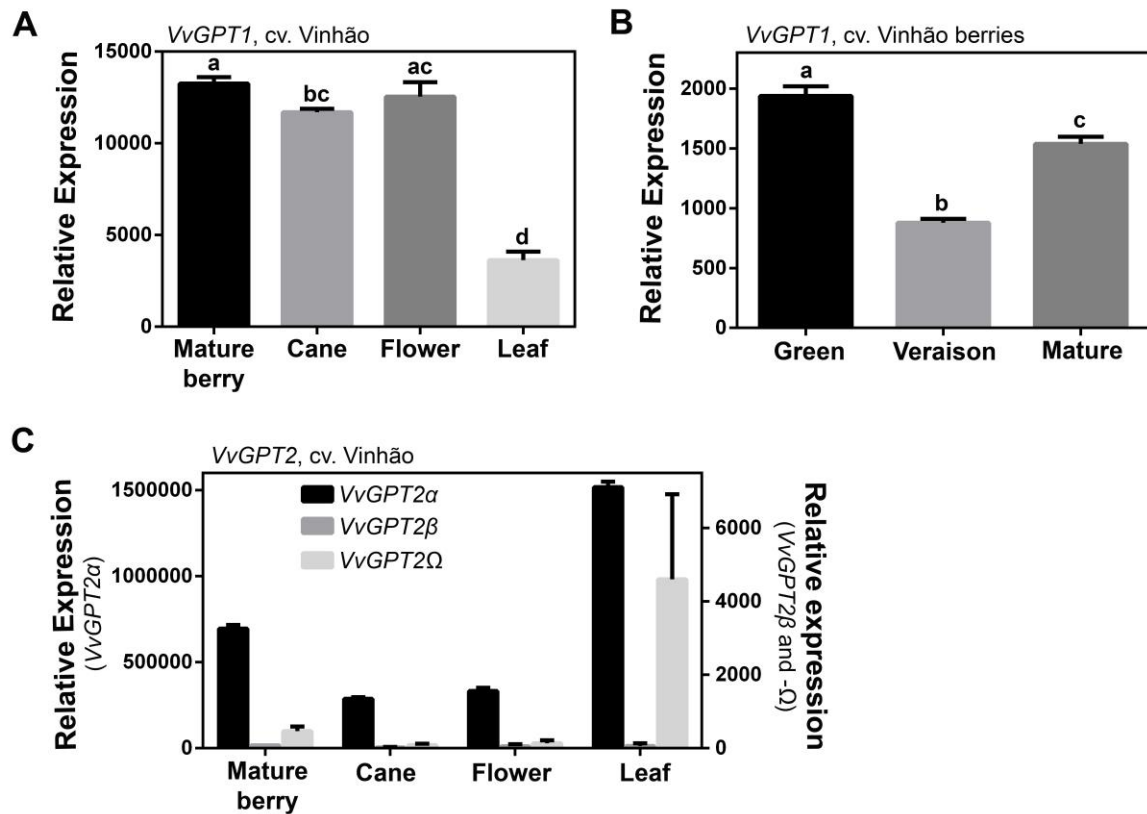 A
VvGPT1, cv. Vinhão
Relative Expression
15000
10000
5000
0
a
bc
ac
d
Mature
berry
Cane
Flower
Leaf
B
VvGPT1, cv. Vinhão berries
Relative Expression
2000
1500
1000
500
0
a
b
c
Green
Veraison
Mature
C
VvGPT2, cv. Vinhão
Relative Expression
(VvGPT2α)
1500000
1000000
500000
0
VvGPT2α
VvGPT2β
VvGPT2Ω
6000
4000
2000
0
Relative expression
(VvGPT2β and -Ω)
Mature
berry
Cane
Flower
Leaf